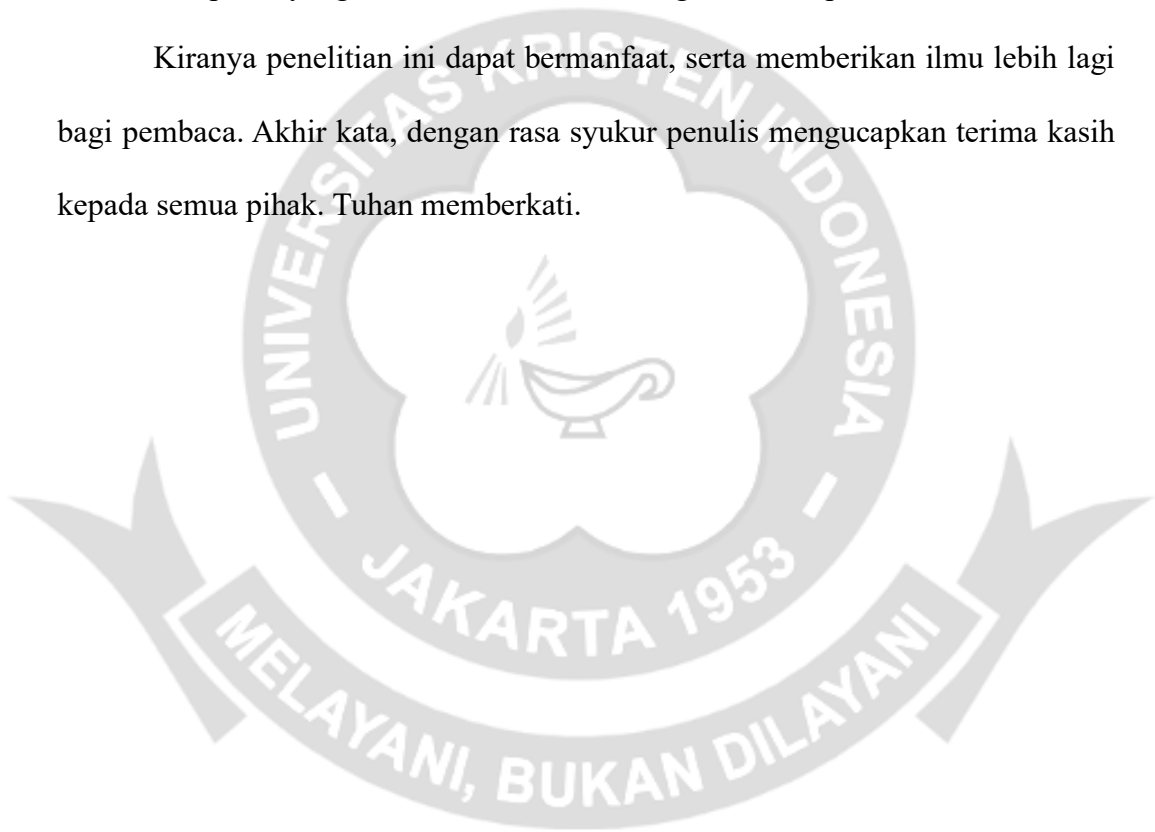 Kiranya penelitian ini dapat bermanfaat, serta memberikan ilmu lebih lagi
bagi pembaca. Akhir kata, dengan rasa syukur penulis mengucapkan terima kasih
kepada semua pihak. Tuhan memberkati.
UNIVERSITAS KRISTEN INDONESIA
JAKARTA 1953
MELAYANI, BUKAN DILAYANI